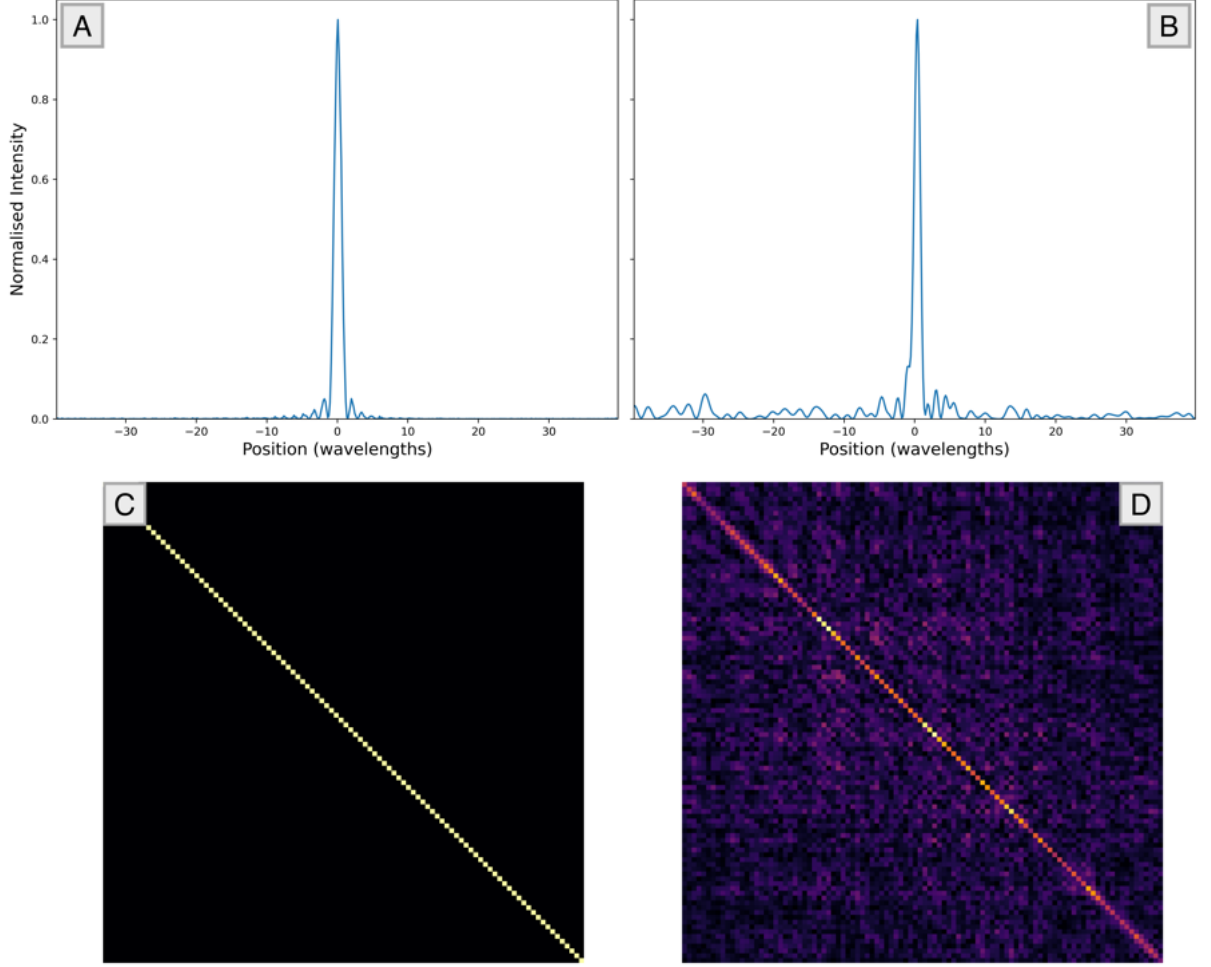 A
B
1.0
0.8
0.6
0.4
0.2
0.0
Normalised Intensity
−30 −20 −10 0 10 20 30
Position (wavelengths)
−30 −20 −10 0 10 20 30
Position (wavelengths)
C
D